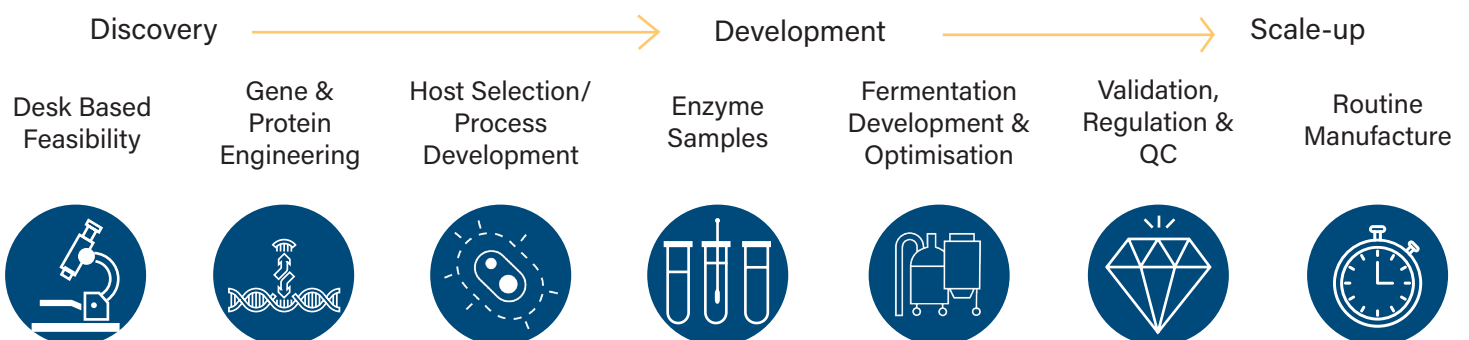 Discovery
Development
Scale-up
Desk Based
Feasibility
Gene &
Protein
Engineering
Host Selection/
Process
Development
Enzyme
Samples
Fermentation
Development &
Optimisation
Validation,
Regulation &
QC
Routine
Manufacture